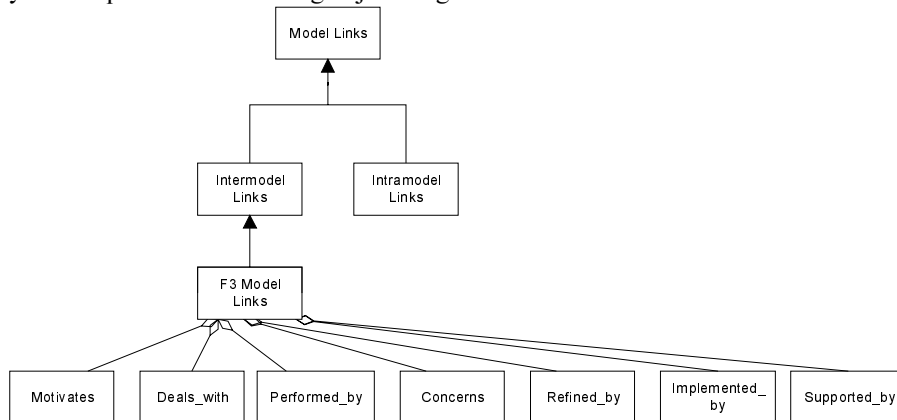 Model Links
Intermodel
Links
Intramodel
Links
F3 Model
Links
Motivates
Deals_with
Performed_by
Concerns
Refined_by
Implemented_
by
Supported_by